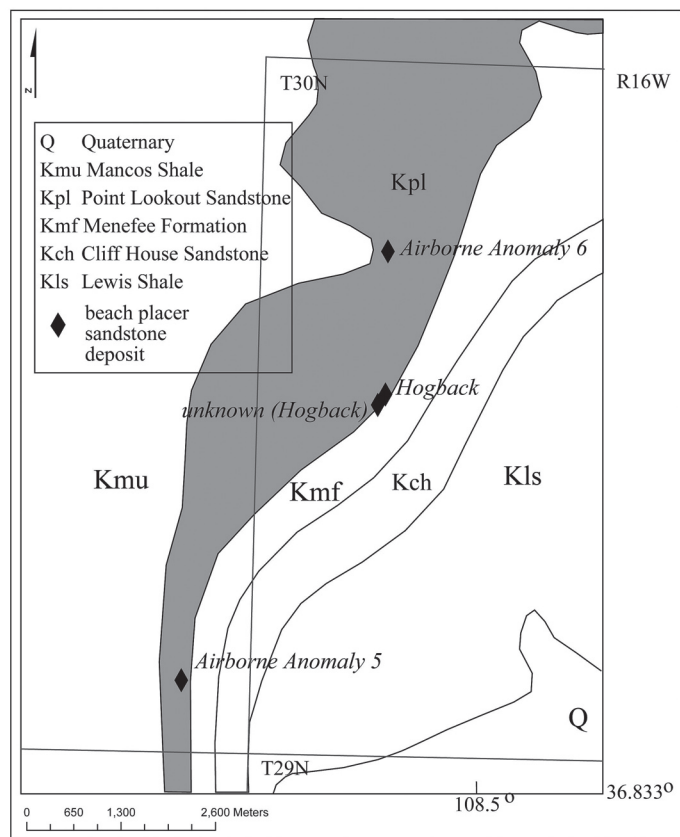 T30N
R16W
N
Q Quaternary
Kmu Mancos Shale
Kpl Point Lookout Sandstone
Kmf Menefee Formation
Kch Cliff House Sandstone
Kls Lewis Shale
beach placer
sandstone
deposit
Kpl
Airborne Anomaly 6
Hogback
unknown (Hogback)
Kmu
Kmf
Kch
Kls
Airborne Anomaly 5
Q
T29N
36.833°
108.5°
0 650 1,300 2,600 Meters